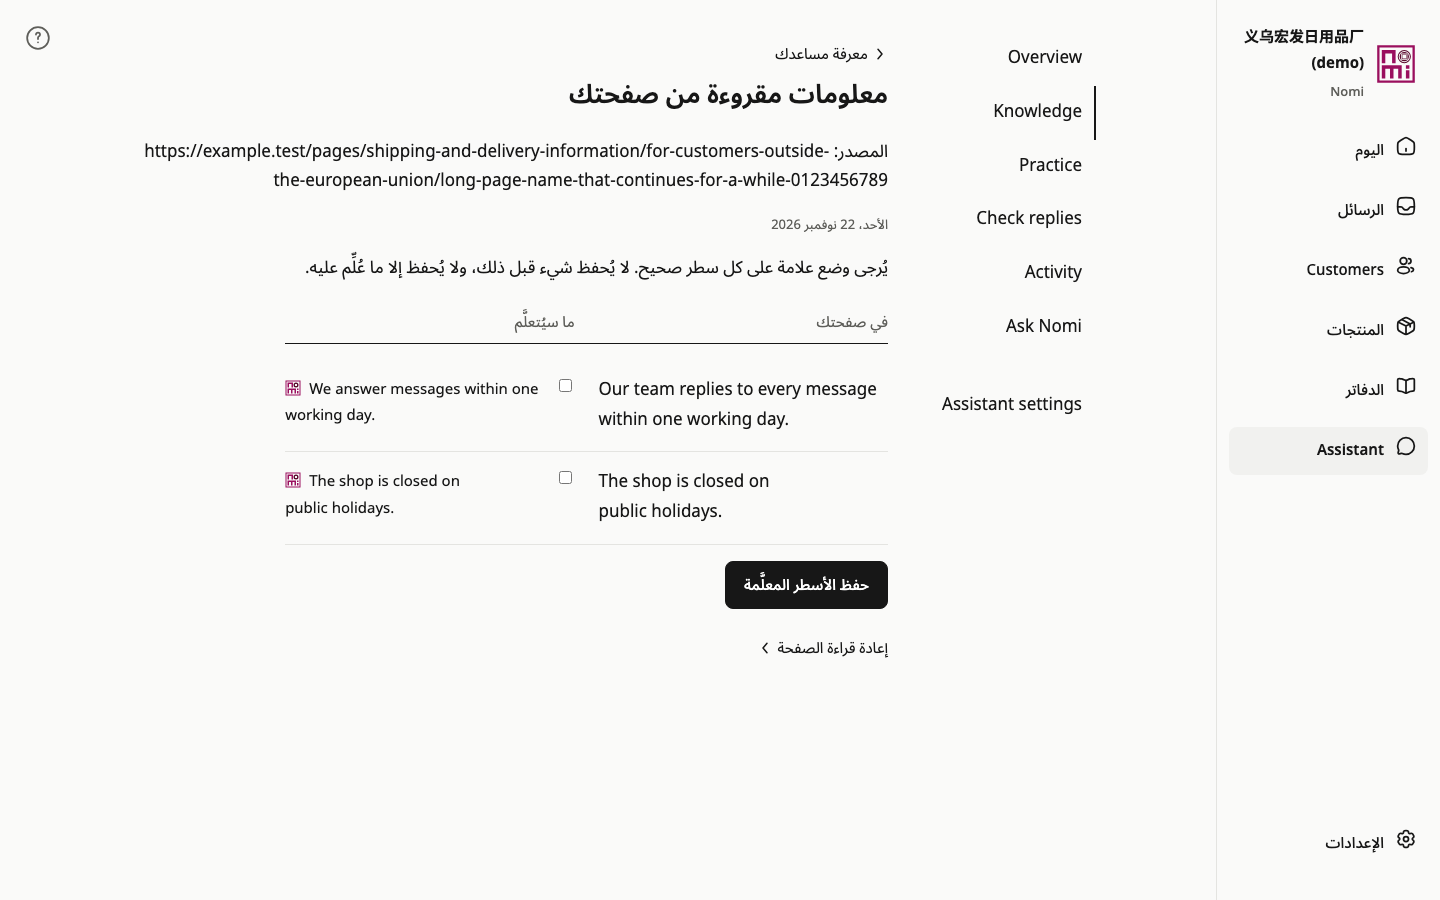 义乌宏发日用品厂
(demo)
Nomi
اليوم
الرسائل
Customers
المنتجات
الدفاتر
Assistant
الإعدادات
Overview
Knowledge
Practice
Check replies
Activity
Ask Nomi
Assistant settings
معرفة مساعدك
معلومات مقروءة من صفحتك
المصدر: https://example.test/pages/shipping-and-delivery-information/for-customers-outside-
the-european-union/long-page-name-that-continues-for-a-while-0123456789
الأحد، 22 نوفمبر 2026
يُرجى وضع علامة على كل سطر صحيح. لا يُحفظ شيء قبل ذلك، ولا يُحفظ إلا ما عُلِّم عليه.
في صفحتك
ما سيُتعلَّم
Our team replies to every message
within one working day.
We answer messages within one
working day.
The shop is closed on
public holidays.
The shop is closed on
public holidays.
حفظ الأسطر المعلَّمة
إعادة قراءة الصفحة